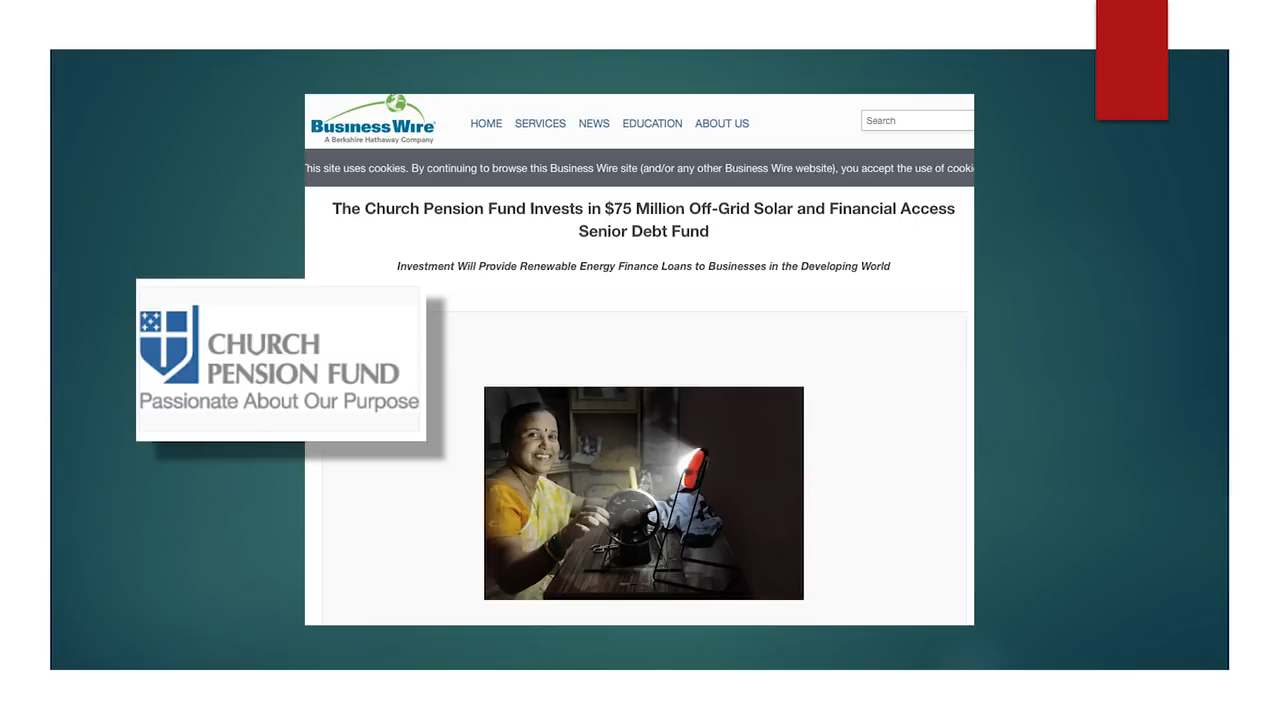 BusinessWire
A Berkshire Hathaway Company
HOME SERVICES NEWS EDUCATION ABOUT US
Search
This site uses cookies. By continuing to browse this Business Wire site (and/or any other Business Wire website), you accept the use of cooki
The Church Pension Fund Invests in $75 Million Off-Grid Solar and Financial Access
Senior Debt Fund
Investment Will Provide Renewable Energy Finance Loans to Businesses in the Developing World
CHURCH
PENSION FUND
Passionate About Our Purpose